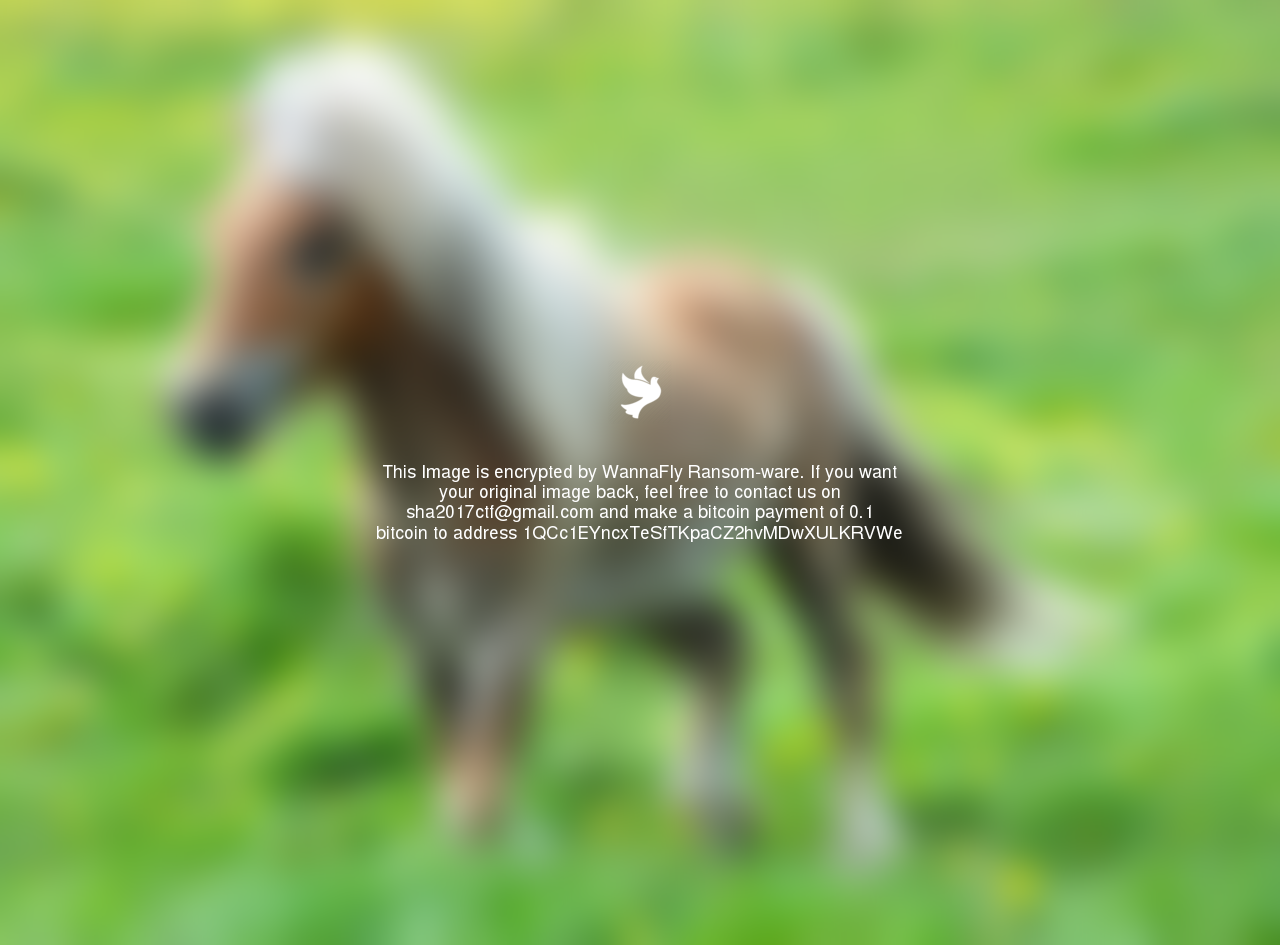 This Image is encrypted by WannaFly Ransom-ware. If you want
your original image back, feel free to contact us on
sha2017ctf@gmail.com and make a bitcoin payment of 0.1
bitcoin to address 1QCc1EYncxTeSfTKpaCZ2hvMDwXULKRVWe